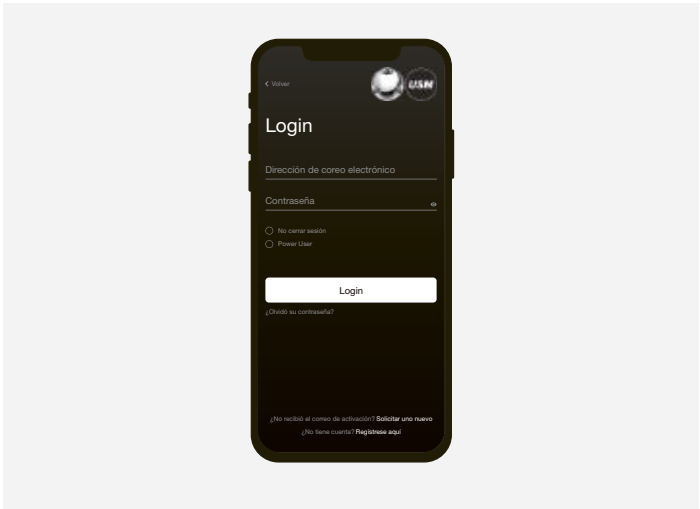 Volver
USN
Login
Dirección de coreo electrónico
Contraseña
No cerrar sesión
Power User
Login
¿Olvidó su contraseña?
¿No recibió el correo de activación? Solicitar uno nuevo
¿No tiene cuenta? Regístrese aquí